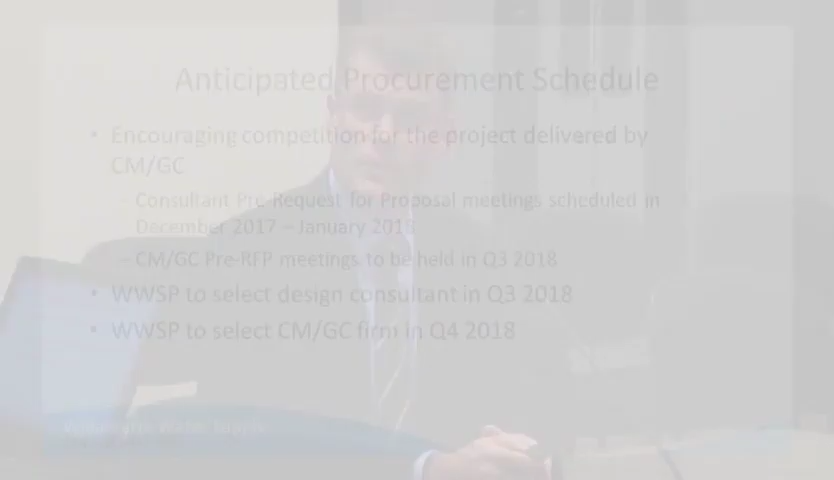 Anticipated Procurement Schedule
• Encouraging competition for the project delivered by
CM/GC
– Consultant Pre-Request for Proposal meetings scheduled in
December 2017 – January 2018
– CM/GC Pre-RFP meetings to be held in Q3 2018
• WWSP to select design consultant in Q3 2018
• WWSP to select CM/GC firm in Q4 2018